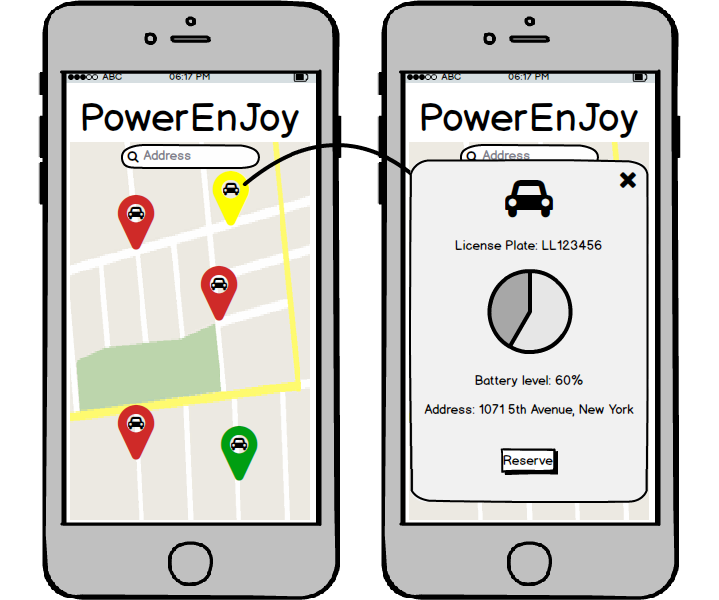 ABC 06:17 PM
PowerEnJoy
Address
ABC 06:17 PM
PowerEnJoy
Address
License Plate: LL123456
Battery level: 60%
Address: 1071 5th Avenue, New York
Reserve